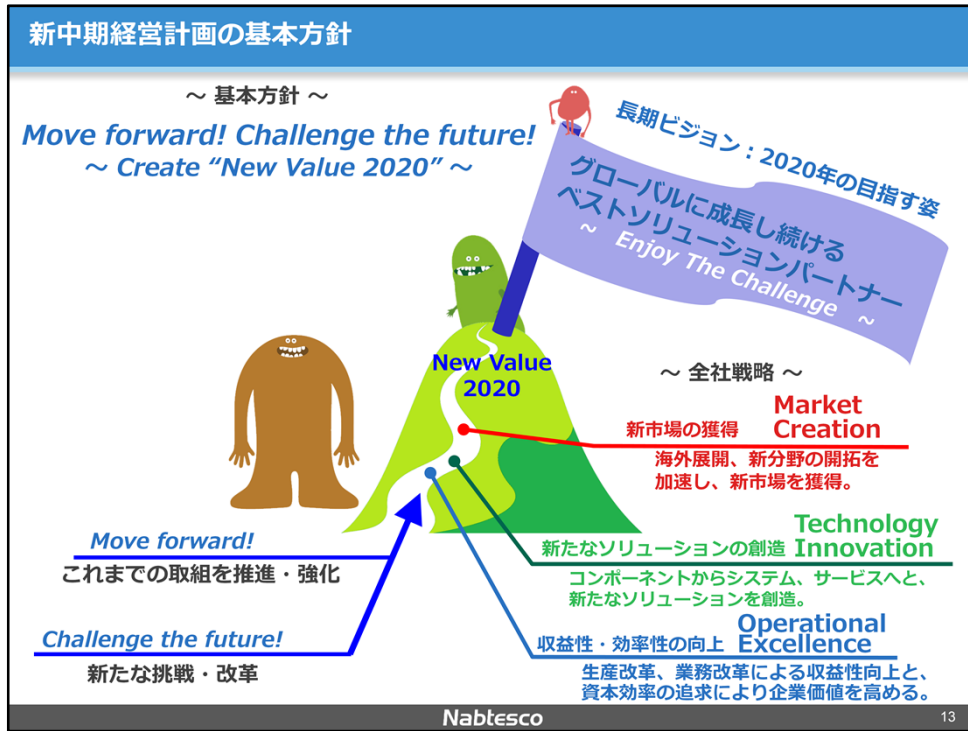 新中期経営計画の基本方針
～ 基本方針 ～
Move forward! Challenge the future!
～ Create “New Value 2020” ～
長期ビジョン：2020年の目指す姿
グローバルに成長し続ける
ベストソリューションパートナー
～ Enjoy The Challenge ～
New Value
2020
～ 全社戦略 ～
Market
新市場の獲得 Creation
海外展開、新分野の開拓を
加速し、新市場を獲得。
Technology
新たなソリューションの創造 Innovation
コンポーネントからシステム、サービスへと、
新たなソリューションを創造。
Operational
収益性・効率性の向上 Excellence
生産改革、業務改革による収益性向上と、
資本効率の追求により企業価値を高める。
Move forward!
これまでの取組を推進・強化
Challenge the future!
新たな挑戦・改革
Nabtesco
13